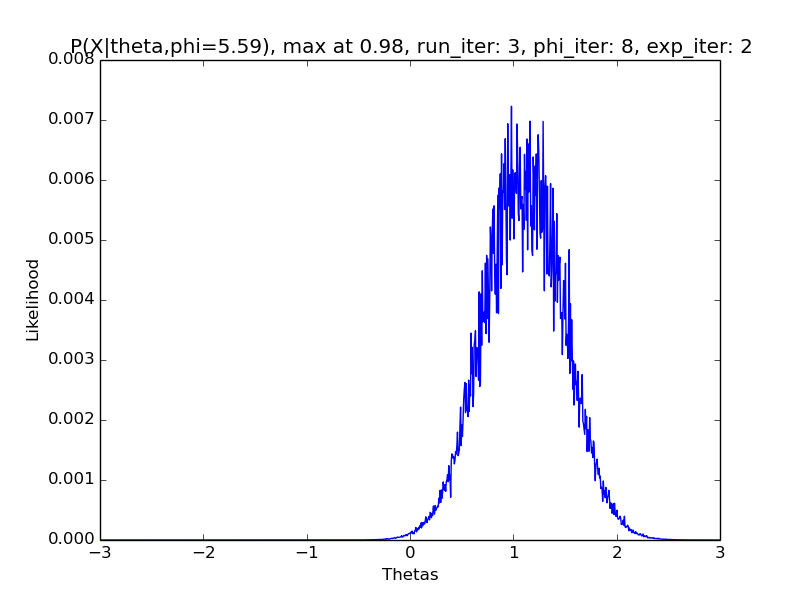 P(X|theta,phi=5.59), max at 0.98, run_iter: 3, phi_iter: 8, exp_iter: 2
0.008
0.007
0.006
0.005
0.004
0.003
0.002
0.001
0.000
Likelihood
−3 −2 −1 0 1 2 3
Thetas